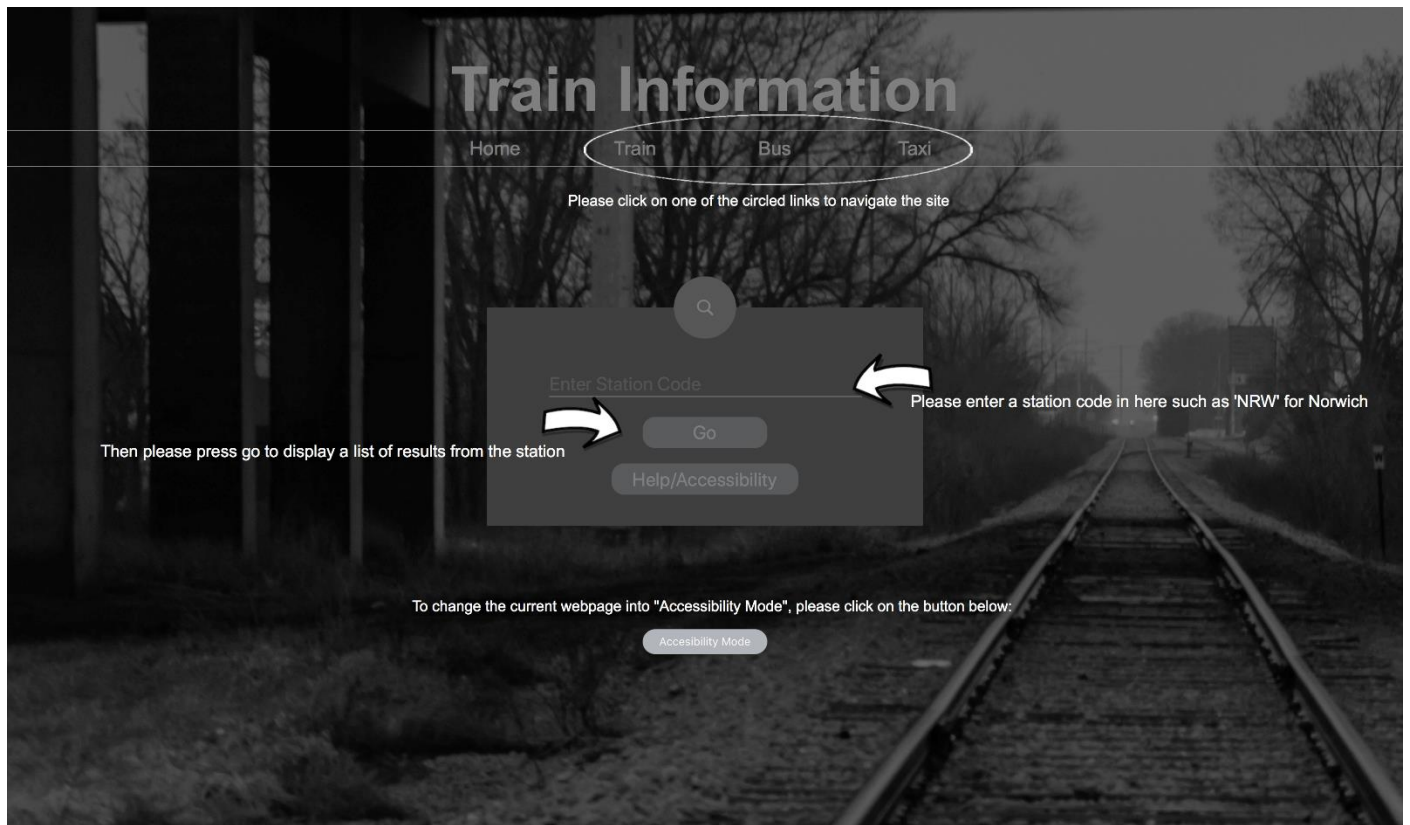 Train Information
Home Train Bus Taxi
Please click on one of the circled links to navigate the site
Enter Station Code
Please enter a station code in here such as 'NRW' for Norwich
Go
Then please press go to display a list of results from the station
Help/Accessibility
To change the current webpage into "Accessibility Mode", please click on the button below:
Accesibility Mode